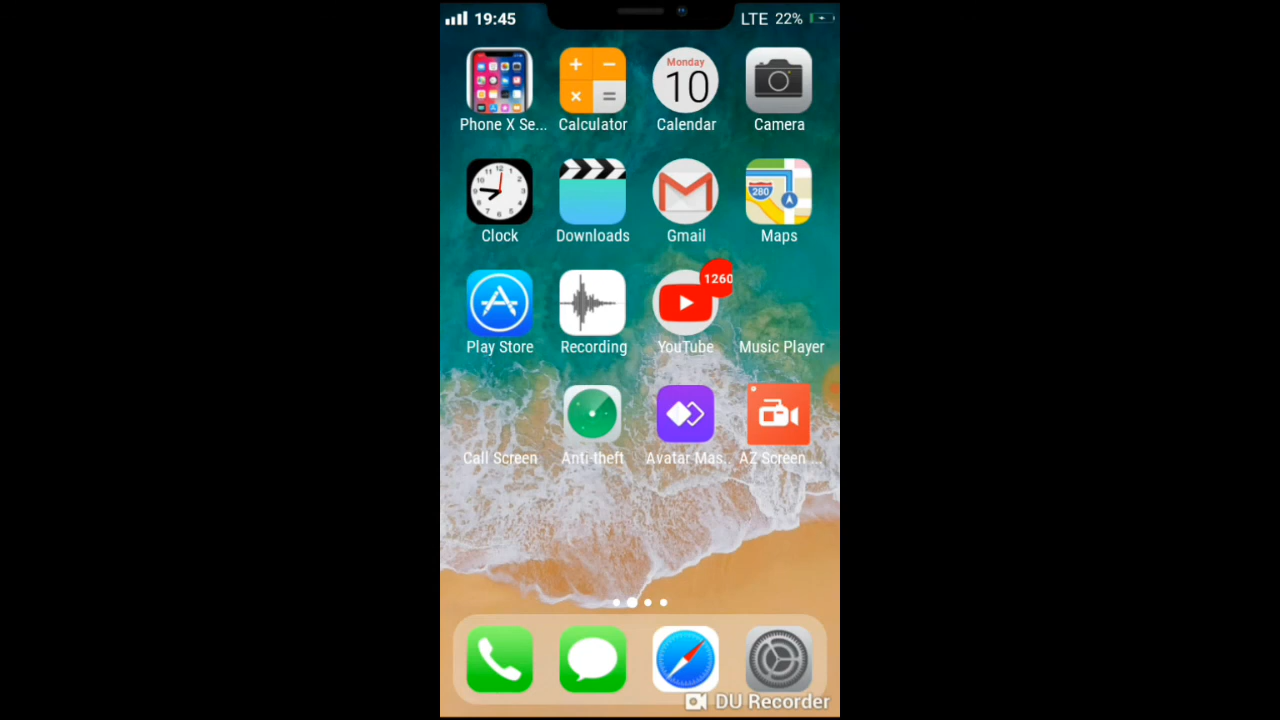 19:45 LTE 22%
Monday
10
Phone X Se... Calculator Calendar Camera
280
Clock Downloads Gmail Maps
1260
Play Store Recording YouTube Music Player
Call Screen Anti-theft Avatar Mas.. AZ Screen ...
DU Recorder